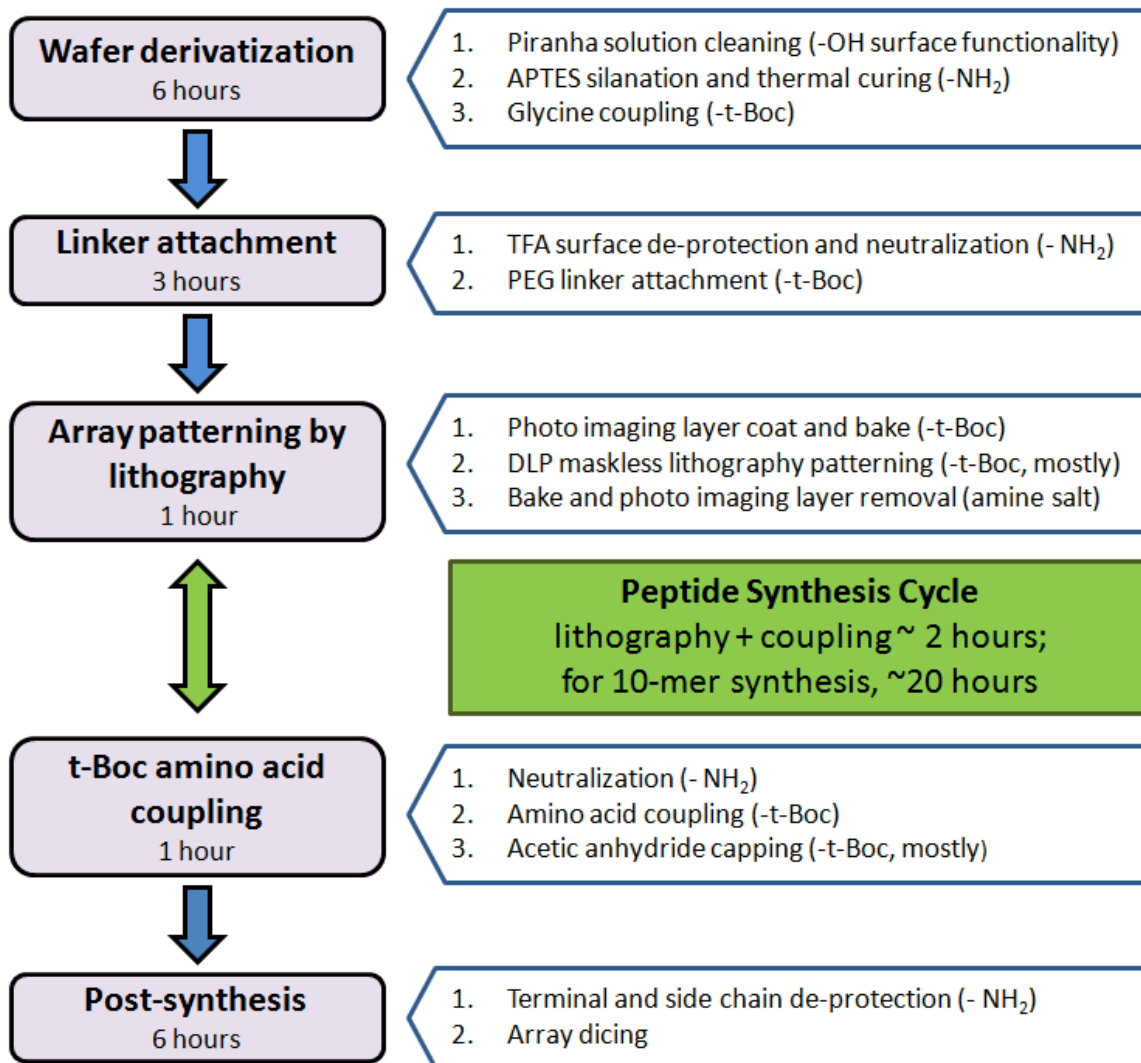 Wafer derivatization
6 hours
1. Piranha solution cleaning (-OH surface functionality)
2. APTES silanation and thermal curing (-NH₂)
3. Glycine coupling (-t-Boc)
Linker attachment
3 hours
1. TFA surface de-protection and neutralization (- NH₂)
2. PEG linker attachment (-t-Boc)
Array patterning by
lithography
1 hour
1. Photo imaging layer coat and bake (-t-Boc)
2. DLP maskless lithography patterning (-t-Boc, mostly)
3. Bake and photo imaging layer removal (amine salt)
Peptide Synthesis Cycle
lithography + coupling ~ 2 hours;
for 10-mer synthesis, ~20 hours
t-Boc amino acid
coupling
1 hour
1. Neutralization (- NH₂)
2. Amino acid coupling (-t-Boc)
3. Acetic anhydride capping (-t-Boc, mostly)
Post-synthesis
6 hours
1. Terminal and side chain de-protection (- NH₂)
2. Array dicing